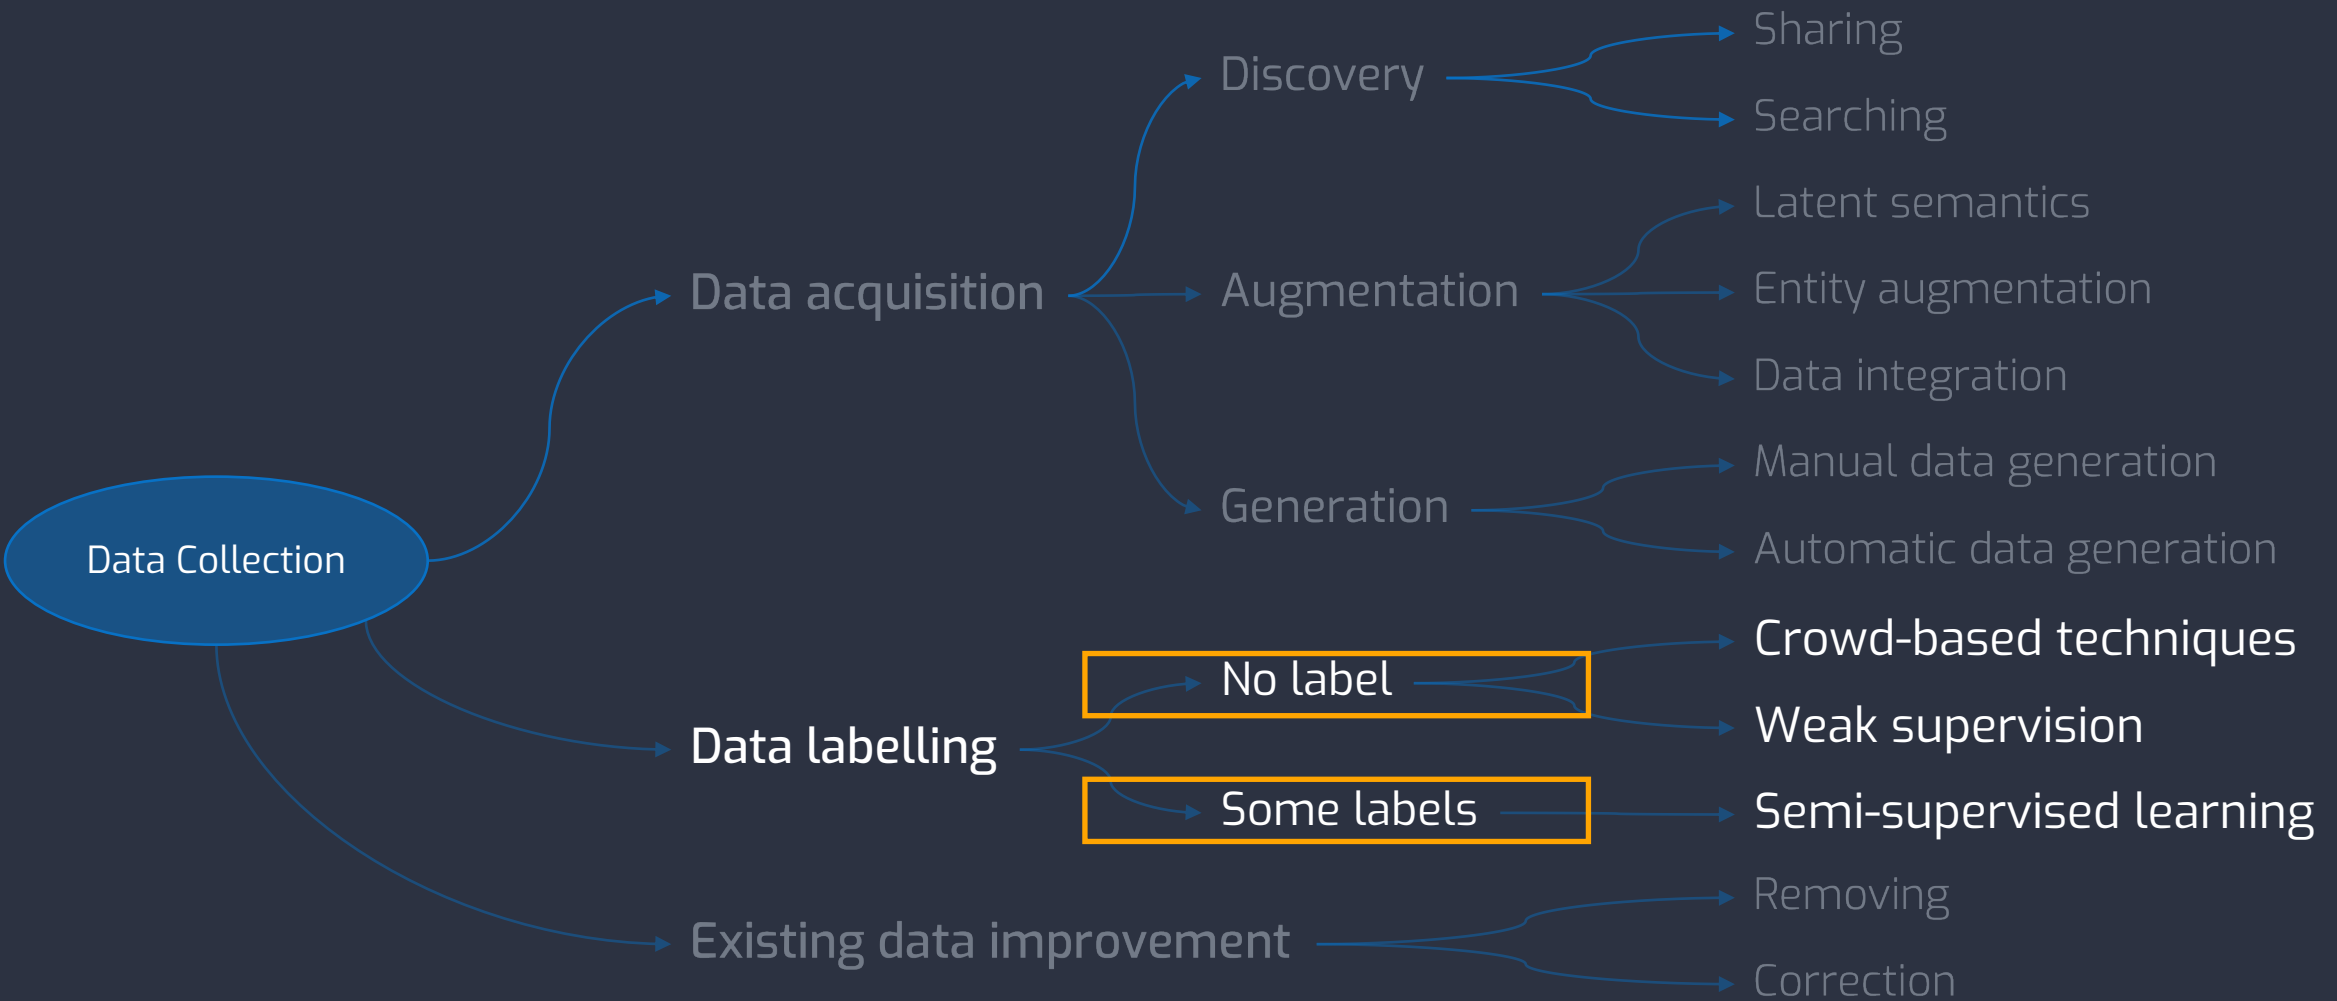 Data Collection
Data acquisition
Discovery
Sharing
Searching
Augmentation
Latent semantics
Entity augmentation
Data integration
Generation
Manual data generation
Automatic data generation
Data labelling
No label
Crowd-based techniques
Weak supervision
Some labels
Semi-supervised learning
Existing data improvement
Removing
Correction